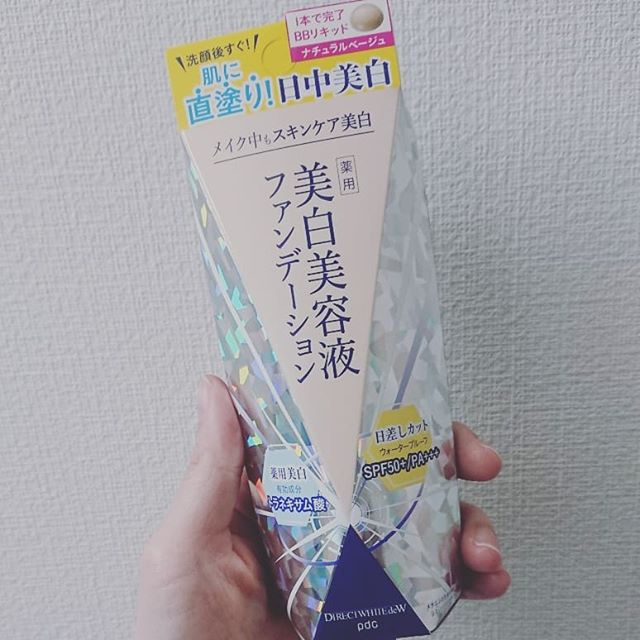 1本で完了
BBリキッド
ナチュラルベージュ
洗顔後すぐ!
肌に
直塗り!日中美白
メイク中もスキンケア美白
薬用
美白美容液
ファンデーション
日差しカット
ウォータープルーフ
SPF50+/PA+++
薬用美白
有効成分
トラネキサム酸
DIRECTWHITE deW
pdc